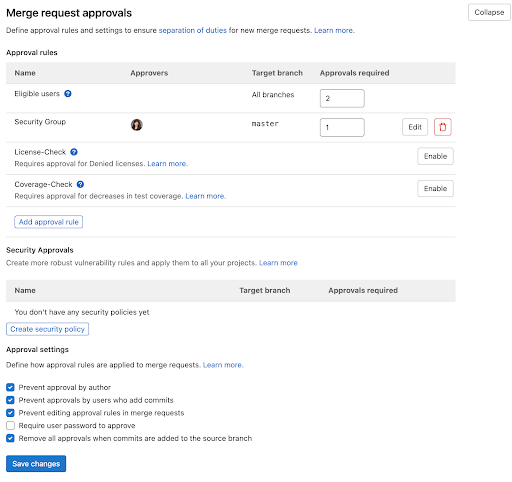 Merge request approvals
Collapse
Define approval rules and settings to ensure separation of duties for new merge requests. Learn more.
Approval rules
Name Approvers Target branch Approvals required
Eligible users ? All branches 2
Security Group master 1 Edit
License-Check ?
Requires approval for Denied licenses. Learn more.
Enable
Coverage-Check ?
Requires approval for decreases in test coverage. Learn more.
Enable
Add approval rule
Security Approvals
Create more robust vulnerability rules and apply them to all your projects. Learn more
Name Target branch Approvals required
You don't have any security policies yet
Create security policy
Approval settings
Define how approval rules are applied to merge requests. Learn more.
Prevent approval by author
Prevent approvals by users who add commits
Prevent editing approval rules in merge requests
Require user password to approve
Remove all approvals when commits are added to the source branch
Save changes